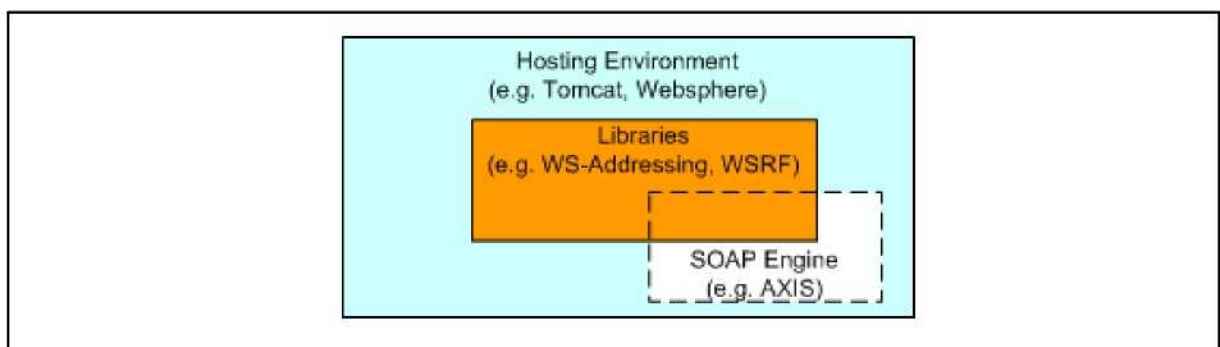 Hosting Environment
(e.g. Tomcat, Websphere)
Libraries
(e.g. WS-Addressing, WSRF)
SOAP Engine
(e.g. AXIS)